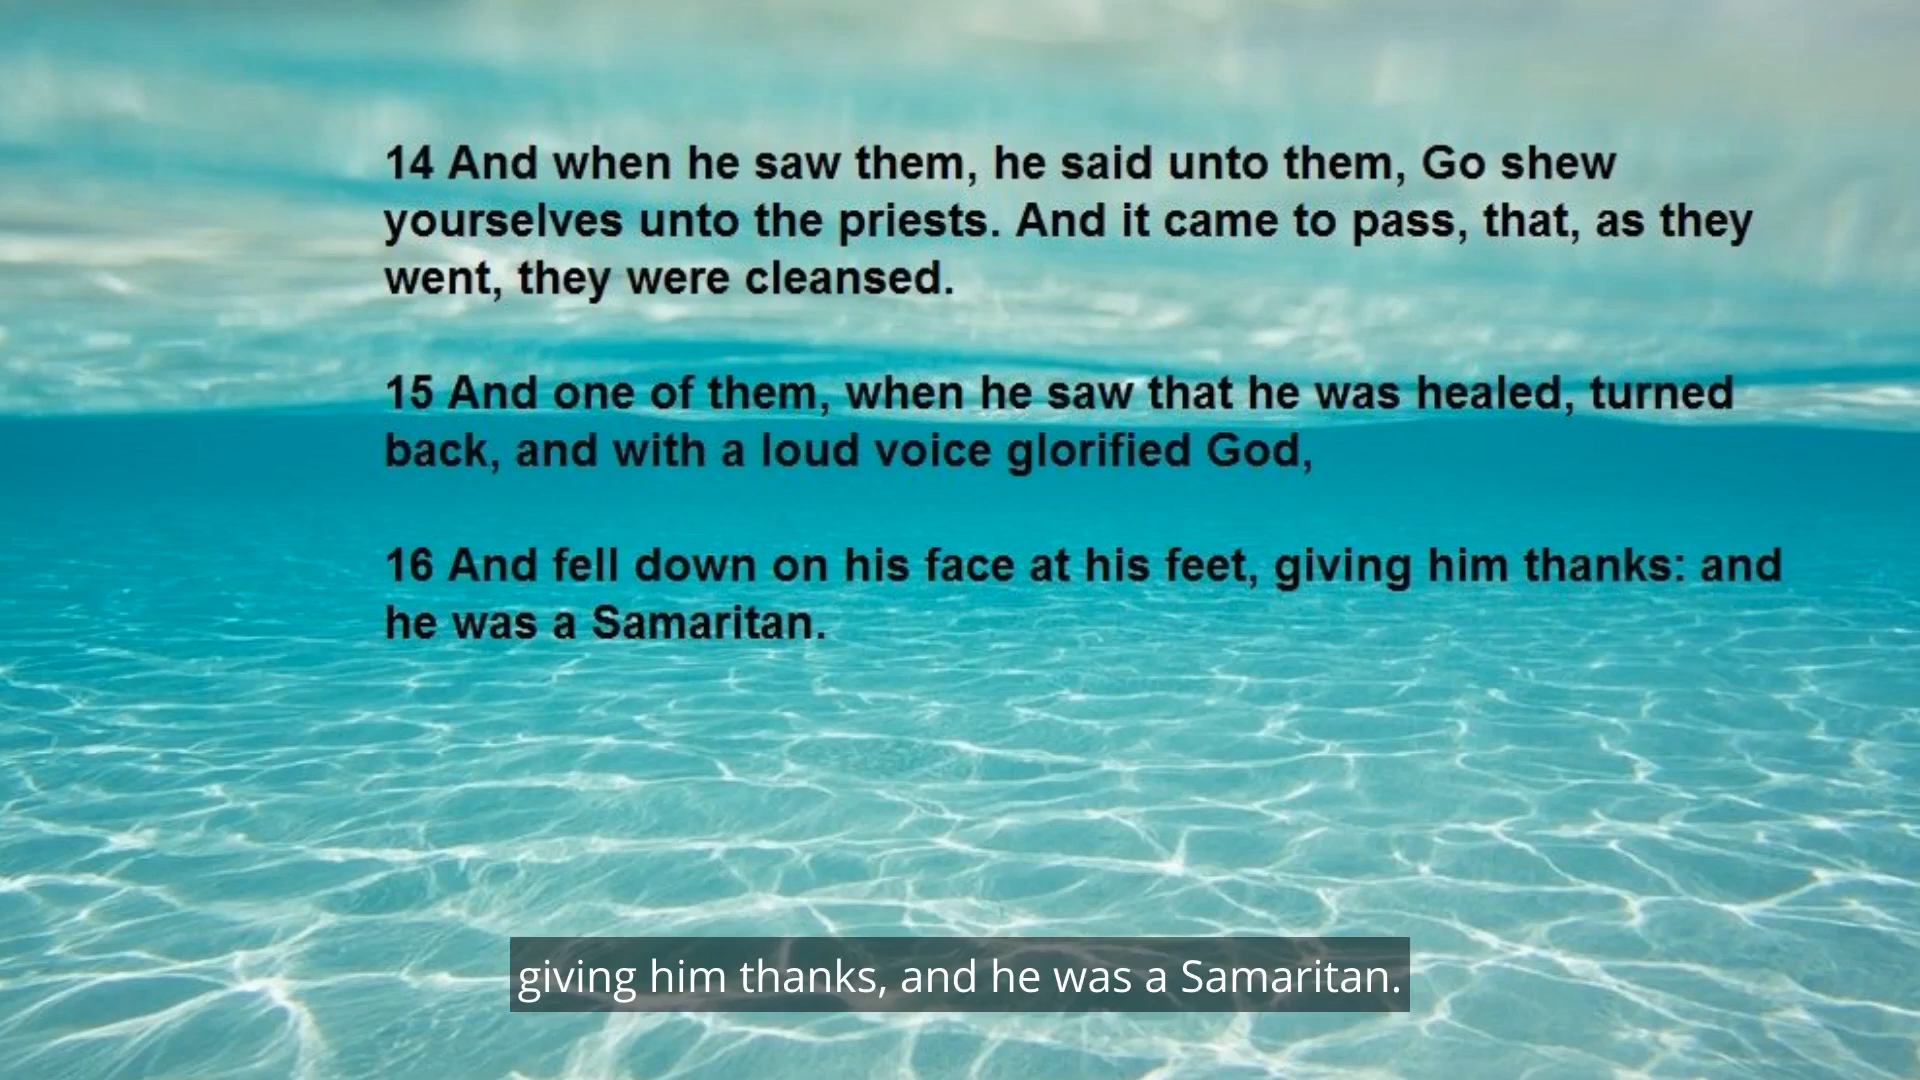 14 And when he saw them, he said unto them, Go shew
yourselves unto the priests. And it came to pass, that, as they
went, they were cleansed.
15 And one of them, when he saw that he was healed, turned
back, and with a loud voice glorified God,
16 And fell down on his face at his feet, giving him thanks: and
he was a Samaritan.
giving him thanks, and he was a Samaritan.